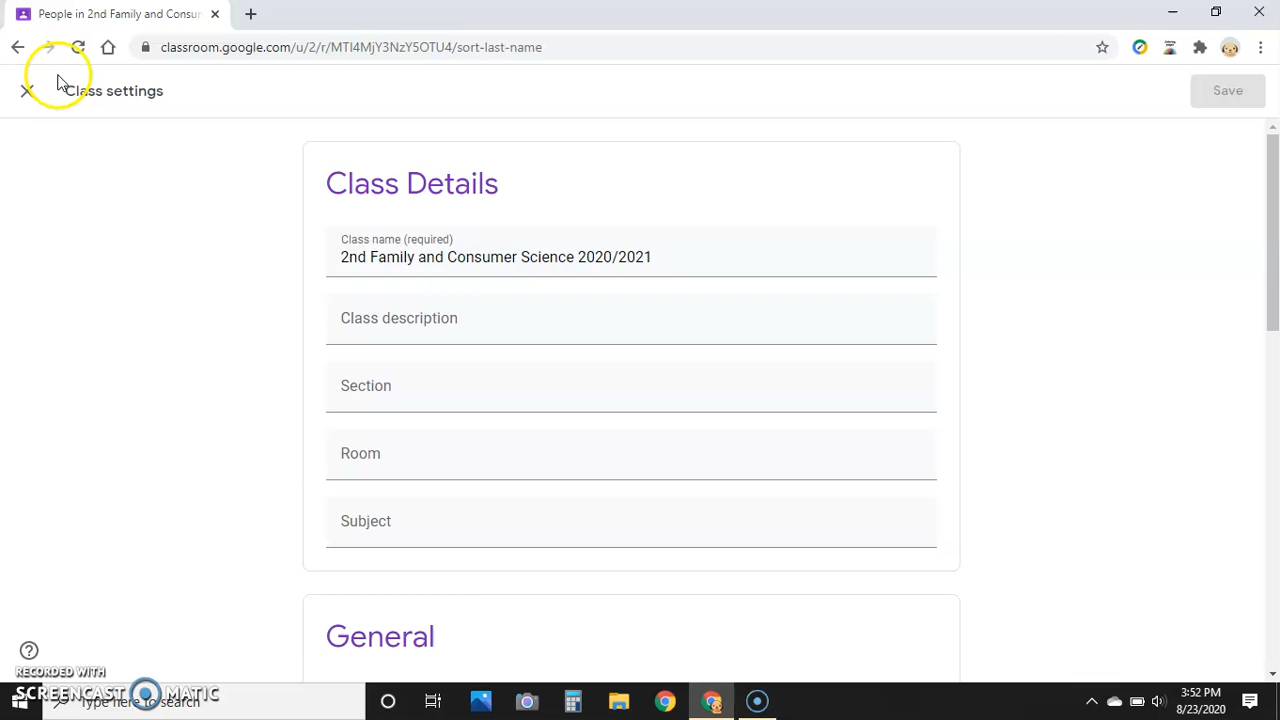 People in 2nd Family and Consum
classroom.google.com/u/2/r/MTI4MjY3NzY5OTU4/sort-last-name
Class settings
Save
Class Details
Class name (required)
2nd Family and Consumer Science 2020/2021
Class description
Section
Room
Subject
General
RECORDED WITH
SCREENCAST MATIC
Type here to search
3:52 PM
8/23/2020